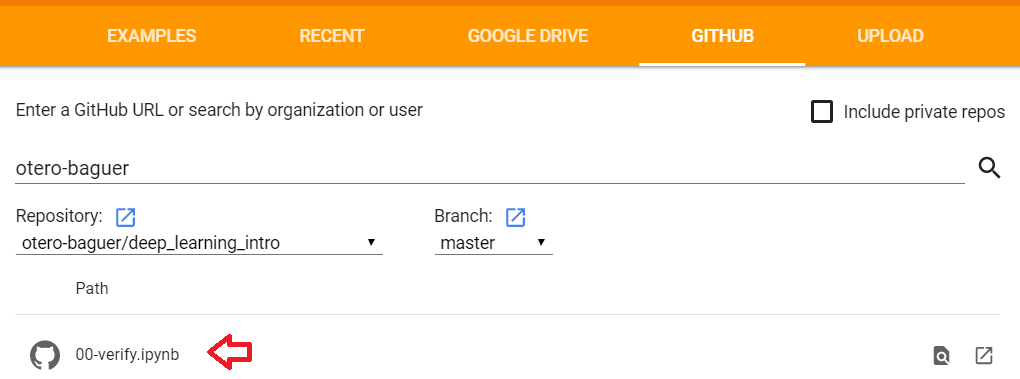 EXAMPLES RECENT GOOGLE DRIVE GITHUB UPLOAD
Enter a GitHub URL or search by organization or user Include private repos
otero-baguer
Repository: Branch:
otero-baguer/deep_learning_intro master
Path
00-verify.ipynb